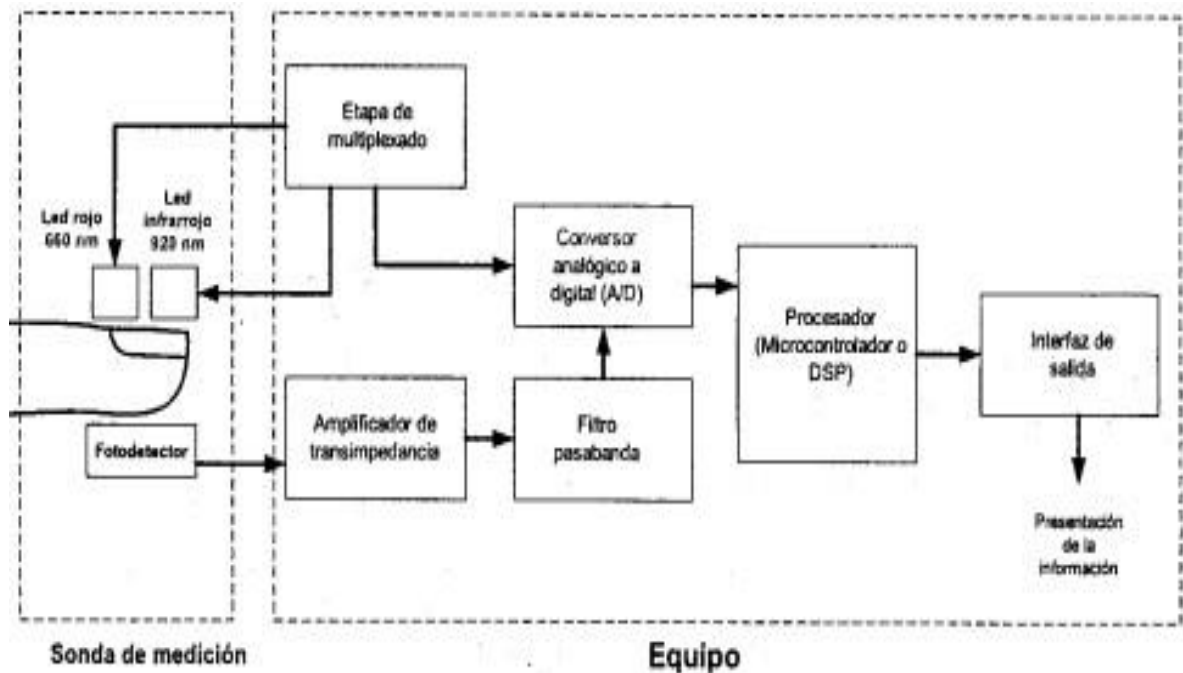 Etapa de
multiplexado
Led rojo
660 nm
Led
infrarrojo
920 nm
Conversor
analógico a
digital (A/D)
Procesador
(Microcontrolador o
DSP)
Interfaz de
salida
Fotodetector
Amplificador de
transimpedancia
Filtro
pasabanda
Presentación
de la
información
Sonda de medición
Equipo